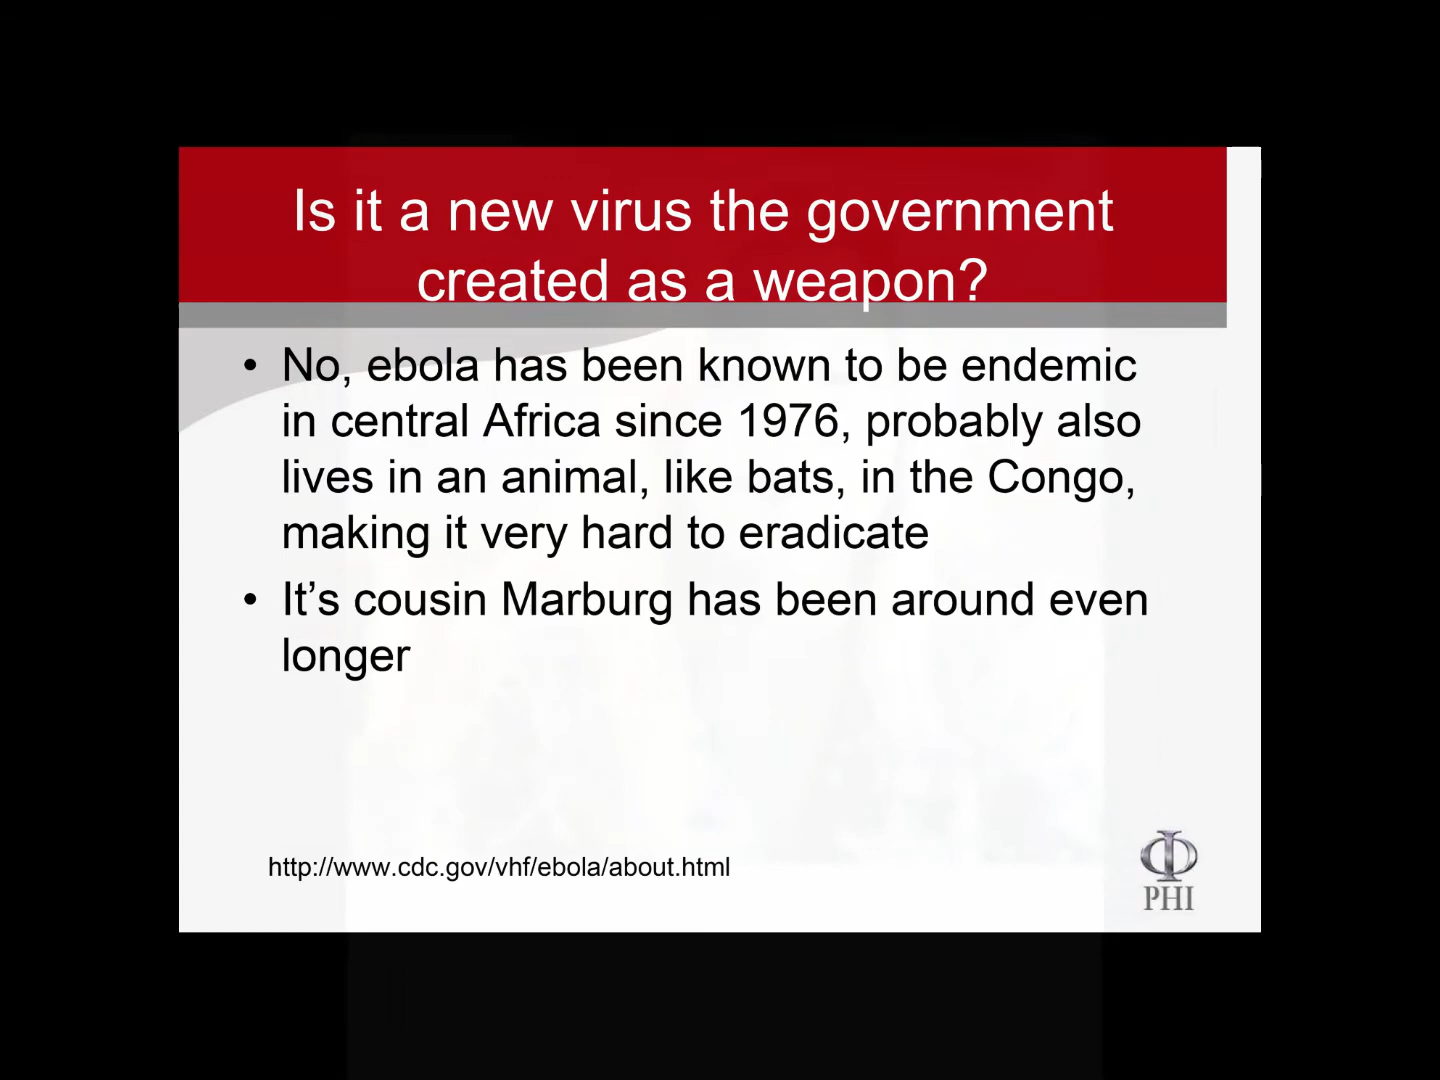 Is it a new virus the government
created as a weapon?
• No, ebola has been known to be endemic
in central Africa since 1976, probably also
lives in an animal, like bats, in the Congo,
making it very hard to eradicate
• It’s cousin Marburg has been around even
longer
http://www.cdc.gov/vhf/ebola/about.html
Φ
PHI